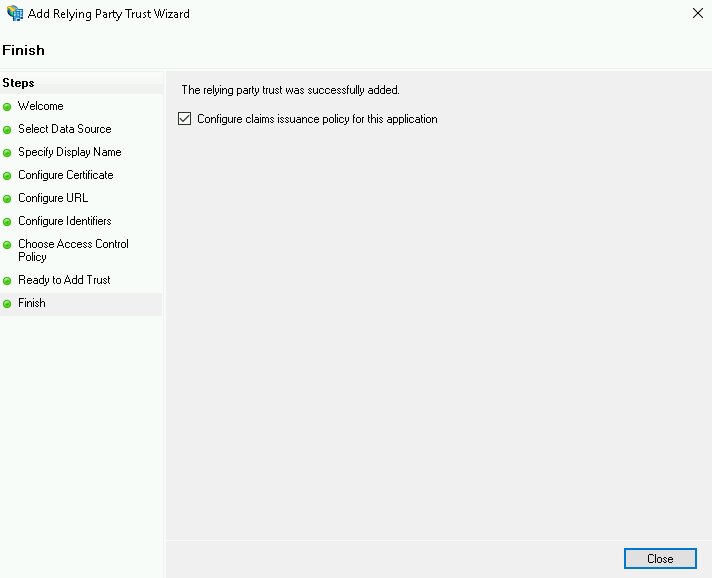 Add Relying Party Trust Wizard
Finish
Steps
Welcome
Select Data Source
Specify Display Name
Configure Certificate
Configure URL
Configure Identifiers
Choose Access Control
Policy
Ready to Add Trust
Finish
The relying party trust was successfully added.
Configure claims issuance policy for this application
Close